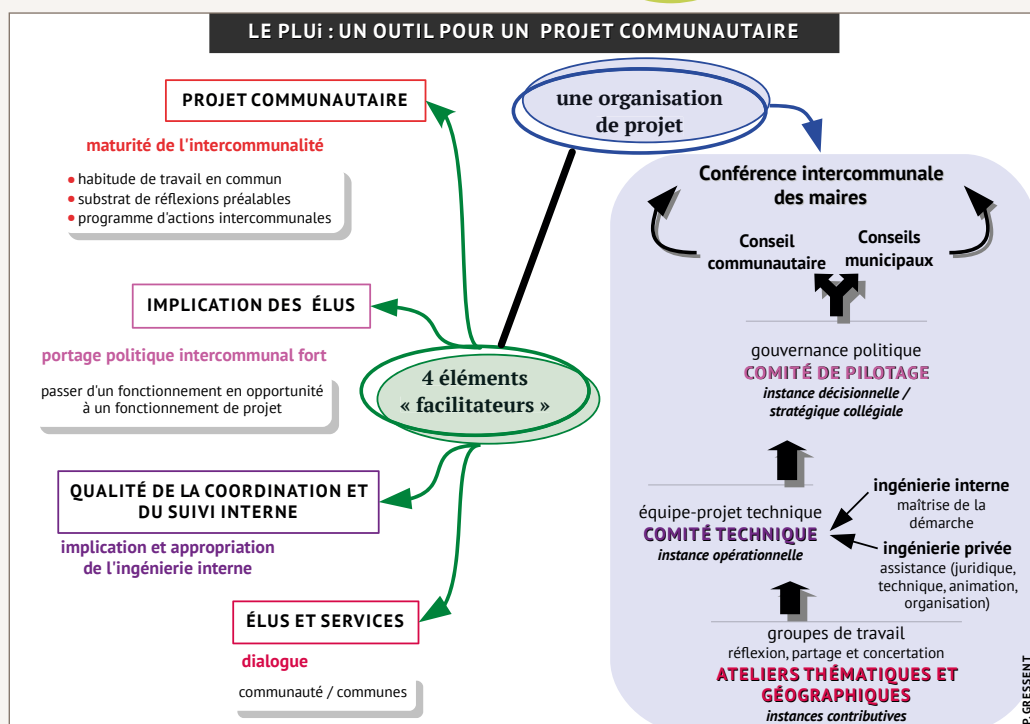 LE PLUi : UN OUTIL POUR UN PROJET COMMUNAUTAIRE
PROJET COMMUNAUTAIRE
maturité de l'intercommunalité
• habitude de travail en commun
• substrat de réflexions préalables
• programme d'actions intercommunales
IMPLICATION DES ÉLUS
portage politique intercommunal fort
passer d'un fonctionnement en opportunité
à un fonctionnement de projet
4 éléments
« facilitateurs »
QUALITÉ DE LA COORDINATION ET
DU SUIVI INTERNE
implication et appropriation
de l'ingénierie interne
ÉLUS ET SERVICES
dialogue
communauté / communes
une organisation
de projet
Conférence intercommunale
des maires
Conseil
communautaire
Conseils
municipaux
gouvernance politique
COMITÉ DE PILOTAGE
instance décisionnelle /
stratégique collégiale
équipe-projet technique
COMITÉ TECHNIQUE
instance opérationnelle
ingénierie interne
maîtrise de la
démarche
ingénierie privée
assistance (juridique,
technique, animation,
organisation)
groupes de travail
réflexion, partage et concertation
ATELIERS THÉMATIQUES ET
GÉOGRAPHIQUES
instances contributives
P. GRESSENT